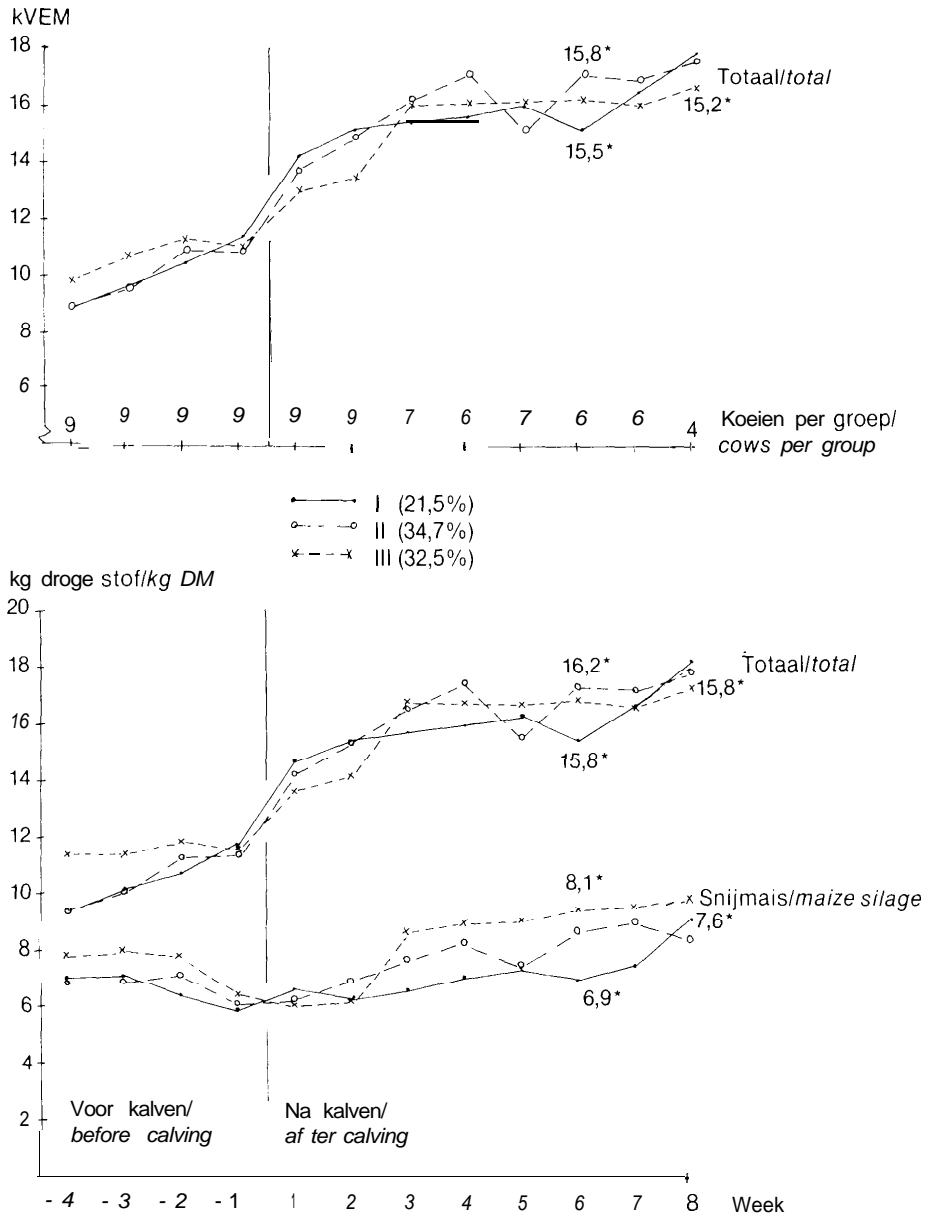 kVEM
18
16
14
12
10
8
6
15,8*
Totaal/total
15,2*
15,5*
9 9 9 9 9 9 7 6 7 6 6 4
Koeien per groep/
cows per group
I (21,5%)
II (34,7%)
III (32,5%)
kg droge stof/kg DM
20
18
16
14
12
10
8
6
4
2
16,2*
Totaal/total
15,8*
15,8*
8,1*
Snijmais/maize silage
7,6*
6,9*
Voor kalven/
before calving
Na kalven/
af ter calving
- 4 - 3 - 2 - 1 1 2 3 4 5 6 7 8 Week